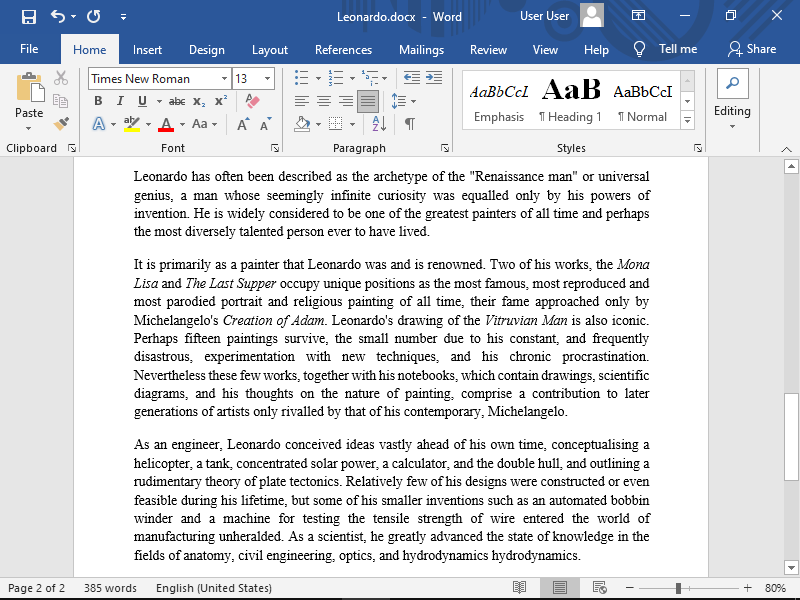 Leonardo.docx - Word
User User
File Home Insert Design Layout References Mailings Review View Help Tell me Share
Paste
Clipboard
Times New Roman 13
B I U abc X₂ X²
A aby A Aa A A
Font
A Z
Paragraph
AaBbCcI AaB AaBbCcI
Emphasis ¶ Heading 1 ¶ Normal
Styles
Editing
Leonardo has often been described as the archetype of the "Renaissance man" or universal
genius, a man whose seemingly infinite curiosity was equalled only by his powers of
invention. He is widely considered to be one of the greatest painters of all time and perhaps
the most diversely talented person ever to have lived.
It is primarily as a painter that Leonardo was and is renowned. Two of his works, the Mona
Lisa and The Last Supper occupy unique positions as the most famous, most reproduced and
most parodied portrait and religious painting of all time, their fame approached only by
Michelangelo's Creation of Adam. Leonardo's drawing of the Vitruvian Man is also iconic.
Perhaps fifteen paintings survive, the small number due to his constant, and frequently
disastrous, experimentation with new techniques, and his chronic procrastination.
Nevertheless these few works, together with his notebooks, which contain drawings, scientific
diagrams, and his thoughts on the nature of painting, comprise a contribution to later
generations of artists only rivalled by that of his contemporary, Michelangelo.
As an engineer, Leonardo conceived ideas vastly ahead of his own time, conceptualising a
helicopter, a tank, concentrated solar power, a calculator, and the double hull, and outlining a
rudimentary theory of plate tectonics. Relatively few of his designs were constructed or even
feasible during his lifetime, but some of his smaller inventions such as an automated bobbin
winder and a machine for testing the tensile strength of wire entered the world of
manufacturing unheralded. As a scientist, he greatly advanced the state of knowledge in the
fields of anatomy, civil engineering, optics, and hydrodynamics hydrodynamics.
Page 2 of 2 385 words English (United States) 80%